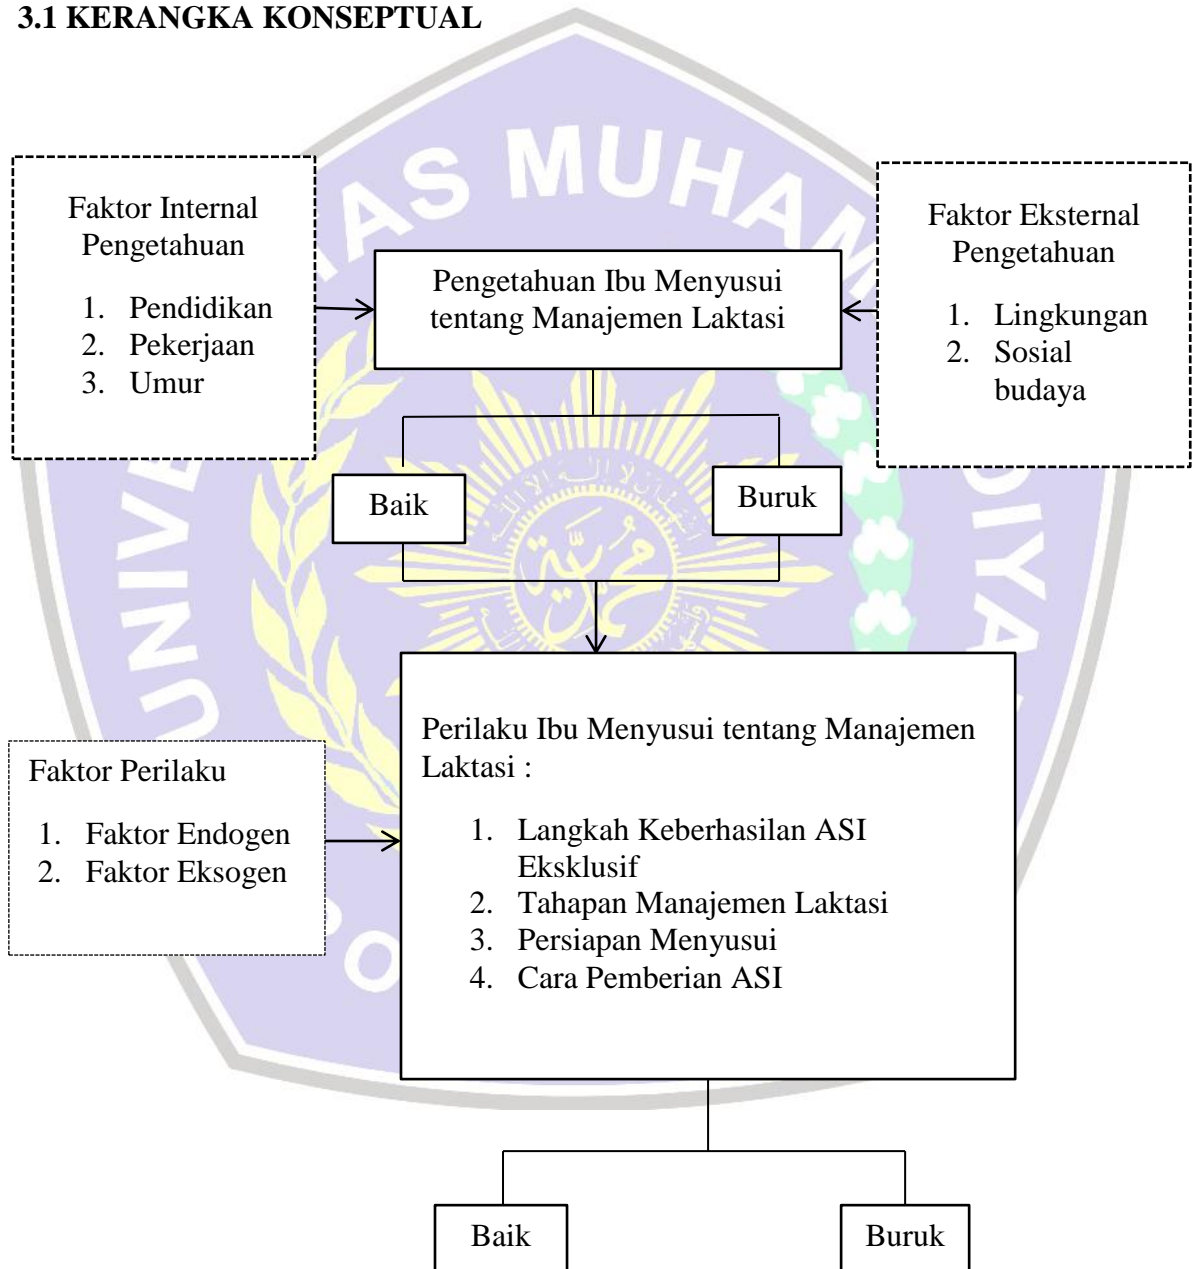 3.1 KERANGKA KONSEPTUAL
Faktor Internal
Pengetahuan
1. Pendidikan
2. Pekerjaan
3. Umur
Pengetahuan Ibu Menyusui
tentang Manajemen Laktasi
Faktor Eksternal
Pengetahuan
1. Lingkungan
2. Sosial
budaya
Baik
Buruk
Perilaku Ibu Menyusui tentang Manajemen
Laktasi :
1. Langkah Keberhasilan ASI
Eksklusif
2. Tahapan Manajemen Laktasi
3. Persiapan Menyusui
4. Cara Pemberian ASI
Faktor Perilaku
1. Faktor Endogen
2. Faktor Eksogen
Baik
Buruk